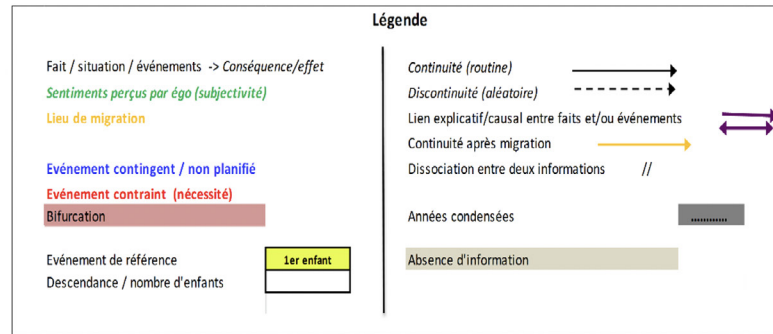 Légende
Fait / situation / événements -> Conséquence/effet
Sentiments perçus par égo (subjectivité)
Lieu de migration
Evénement contingent / non planifié
Evénement contraint (nécessité)
Bifurcation
Evénement de référence
1er enfant
Descendance / nombre d'enfants
Continuité (routine)
Discontinuité (aléatoire)
Lien explicatif/causal entre faits et/ou événements
Continuité après migration
Dissociation entre deux informations //
Années condensées
............
Absence d'information